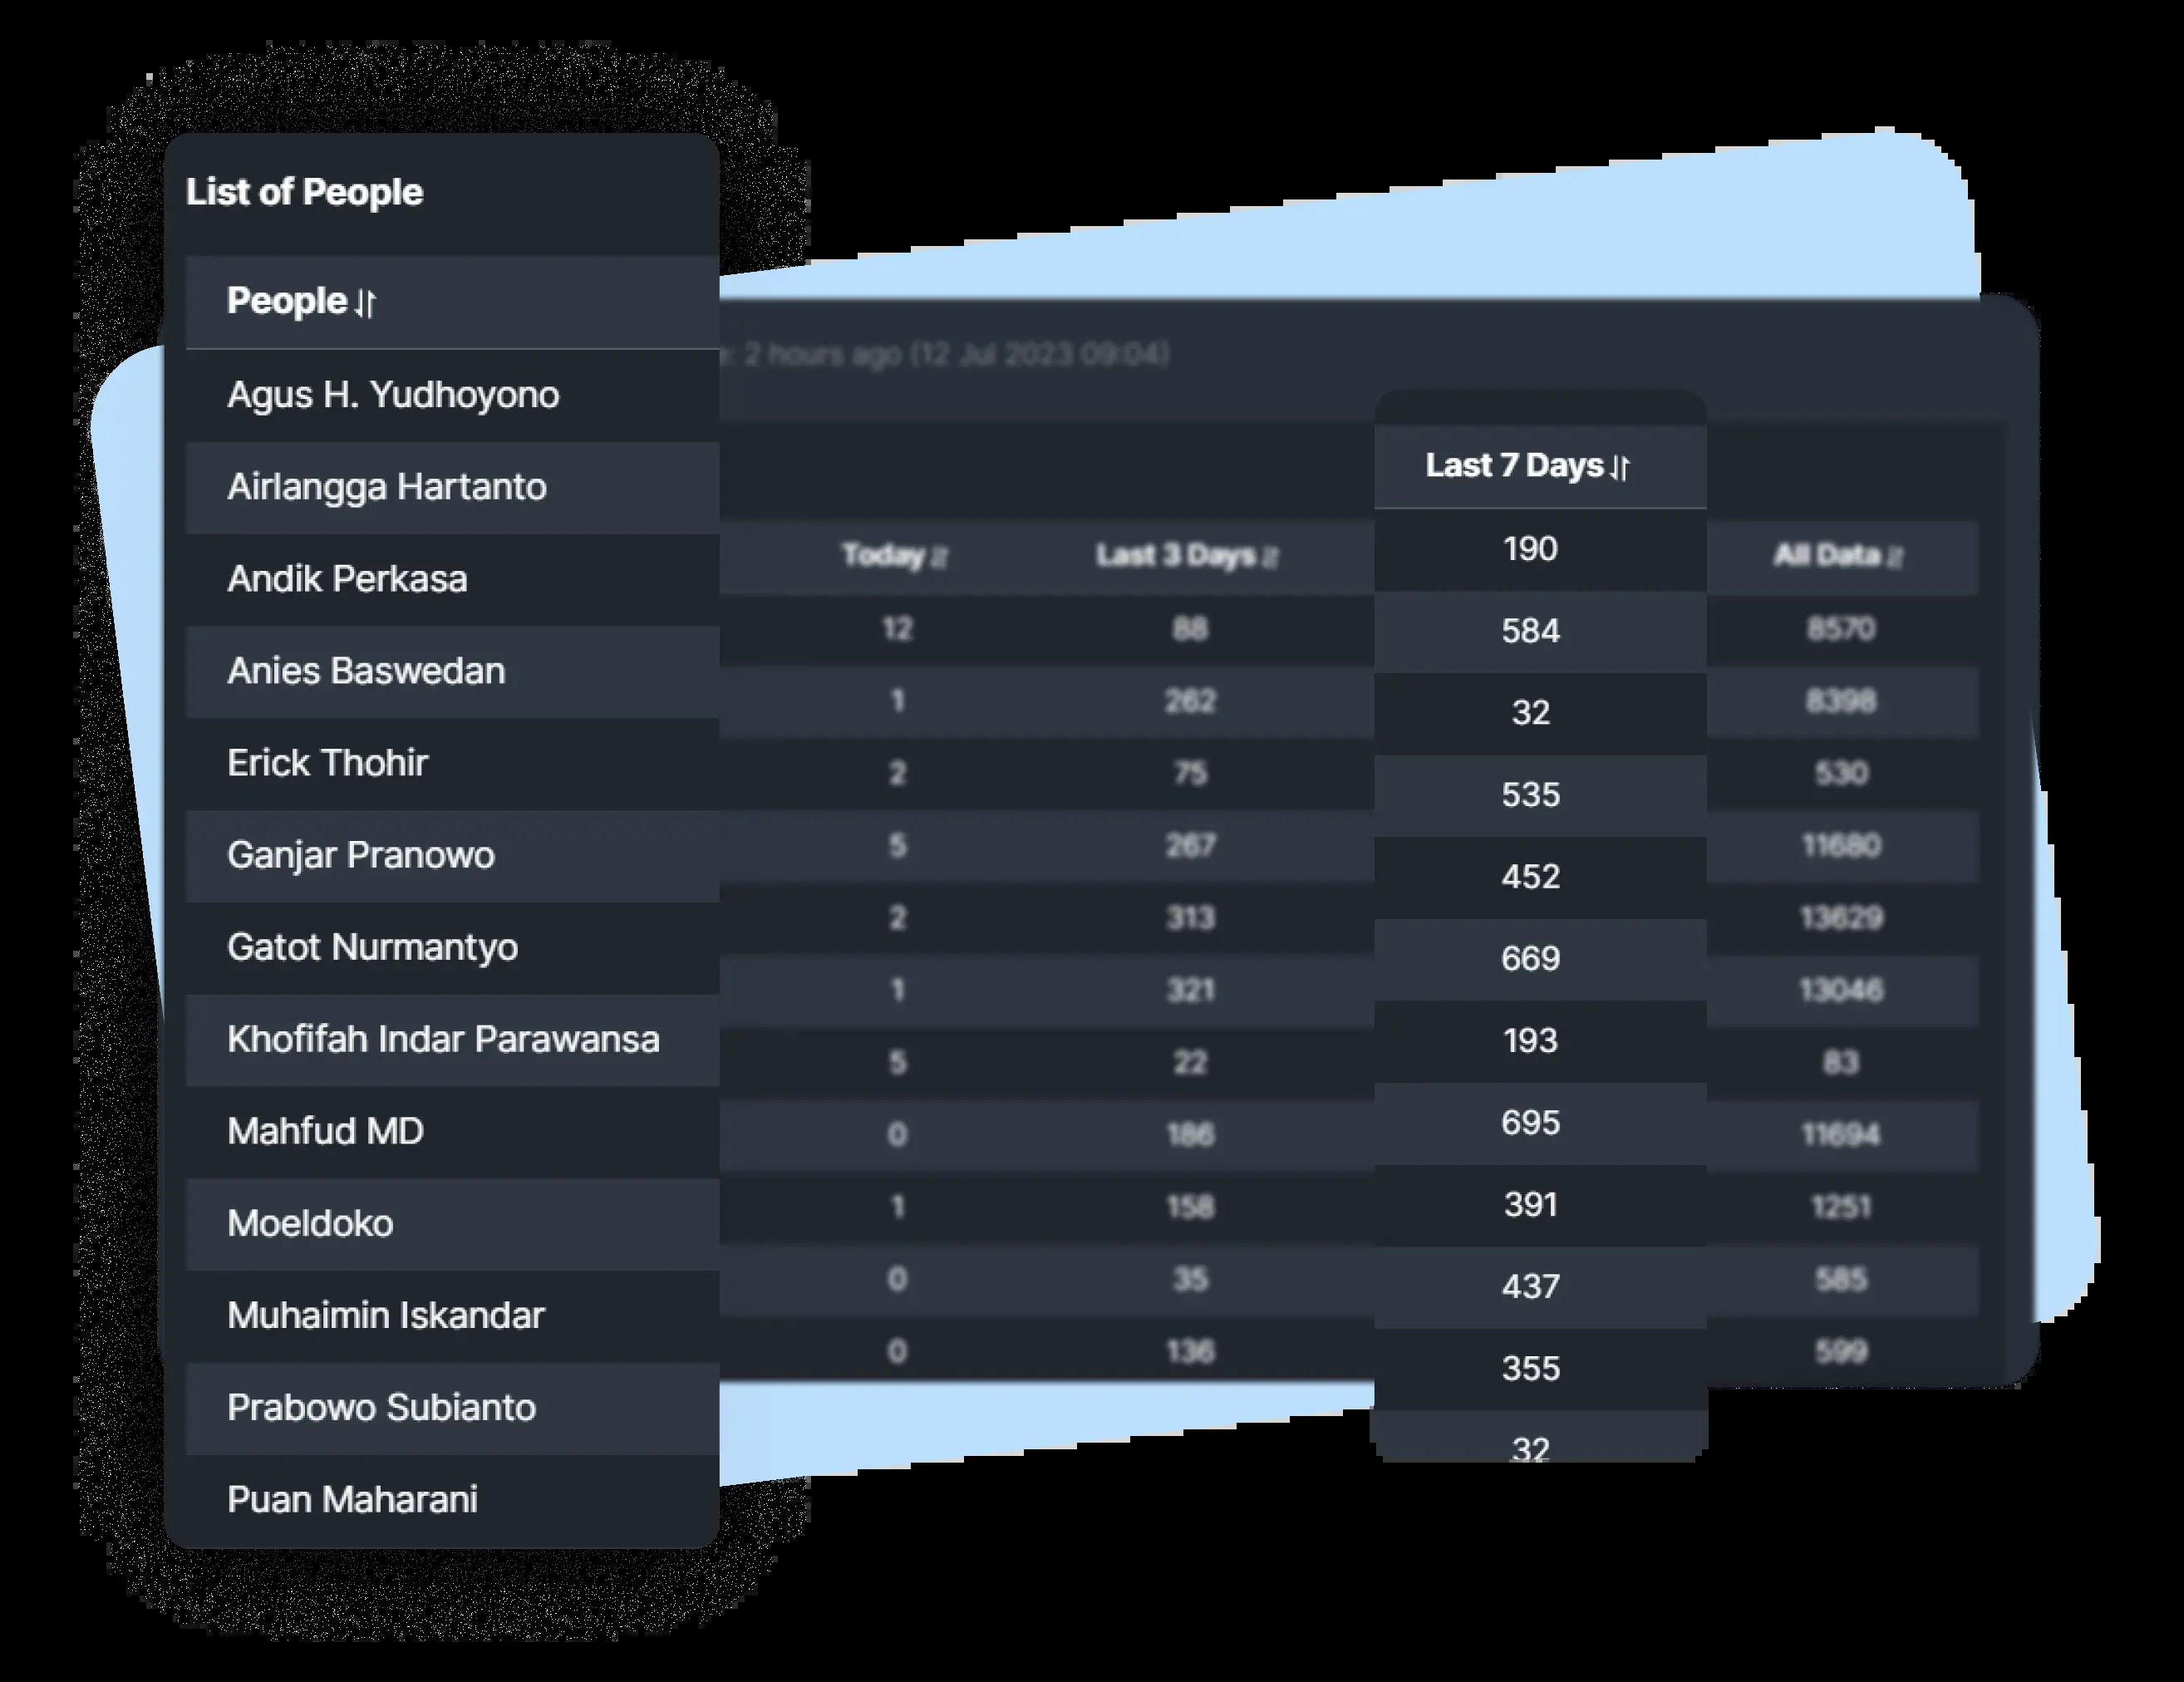 List of People
People
Agus H. Yudhoyono
Airlangga Hartanto
Andik Perkasa
Anies Baswedan
Erick Thohir
Ganjar Pranowo
Gatot Nurmantyo
Khofifah Indar Parawansa
Mahfud MD
Moeldoko
Muhaimin Iskandar
Prabowo Subianto
Puan Maharani
: 2 hours ago (12 Jul 2023 09:04)
Today Last 3 Days
12 88
1 262
2 75
5 267
2 313
1 321
5 22
0 186
1 158
0 35
0 136
Last 7 Days
190
584
32
535
452
669
193
695
391
437
355
32
All Data
8570
8398
530
11680
13629
13046
83
11694
1251
585
599